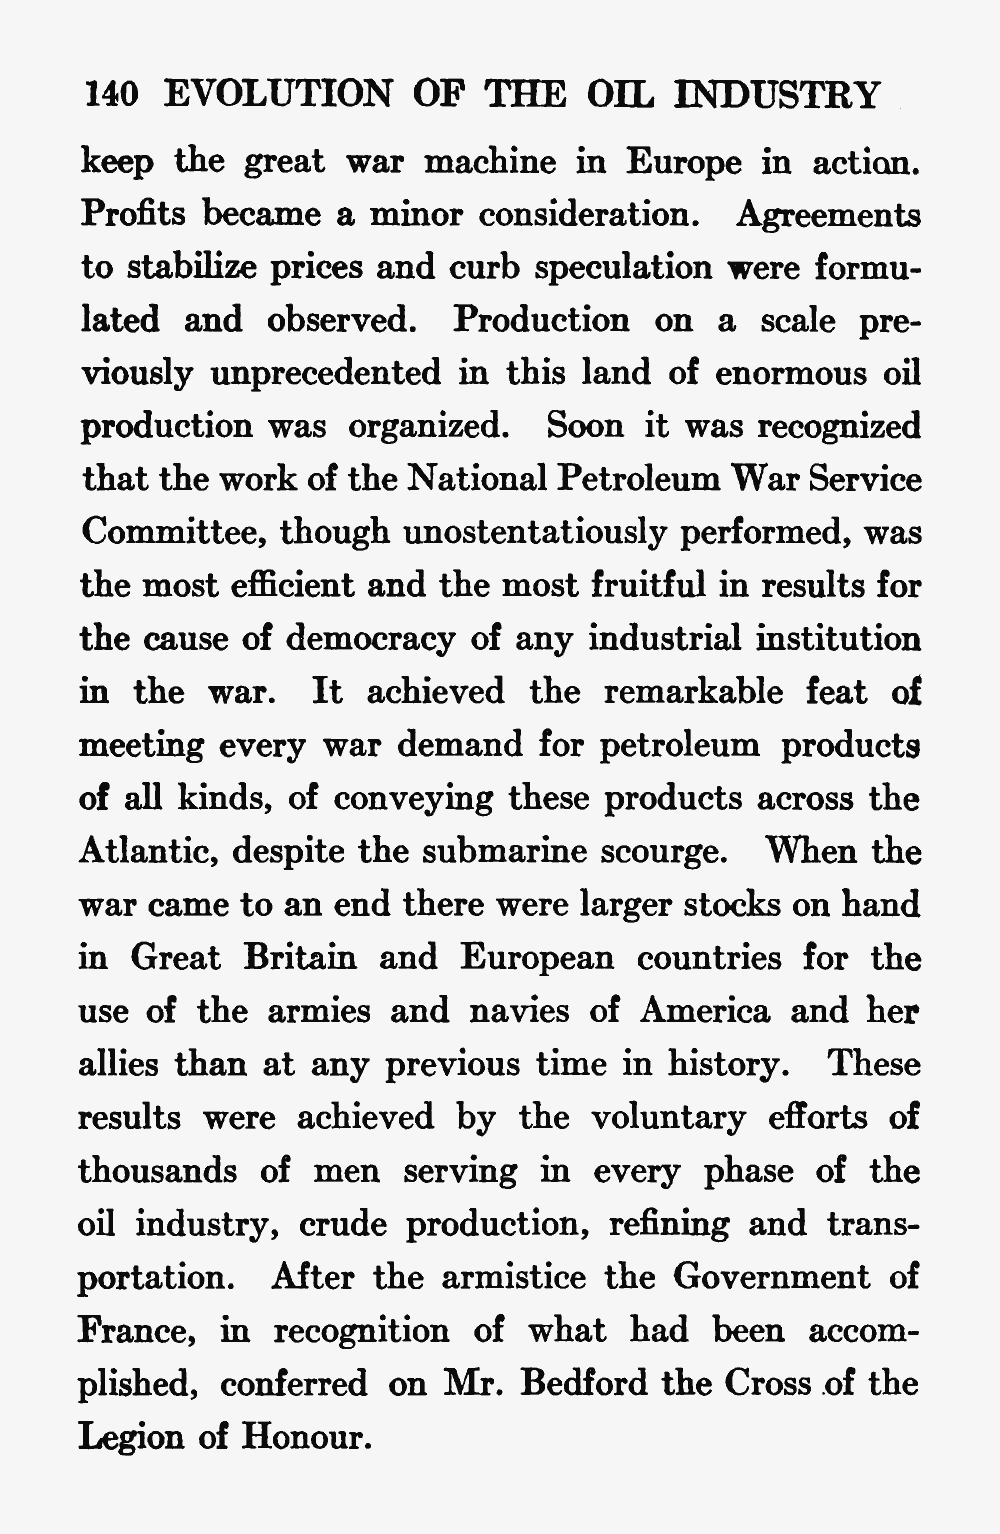 140 EVOLUTION OF THE OIL INDUSTRY
keep the great war machine in Europe in action.
Profits became a minor consideration. Agreements
to stabilize prices and curb speculation were formu-
lated and observed. Production on a scale pre-
viously unprecedented in this land of enormous oil
production was organized. Soon it was recognized
that the work of the National Petroleum War Service
Committee, though unostentatiously performed, was
the most efficient and the most fruitful in results for
the cause of democracy of any industrial institution
in the war. It achieved the remarkable feat of
meeting every war demand for petroleum products
of all kinds, of conveying these products across the
Atlantic, despite the submarine scourge. When the
war came to an end there were larger stocks on hand
in Great Britain and European countries for the
use of the armies and navies of America and her
allies than at any previous time in history. These
results were achieved by the voluntary efforts of
thousands of men serving in every phase of the
oil industry, crude production, refining and trans-
portation. After the armistice the Government of
France, in recognition of what had been accom-
plished, conferred on Mr. Bedford the Cross of the
Legion of Honour.